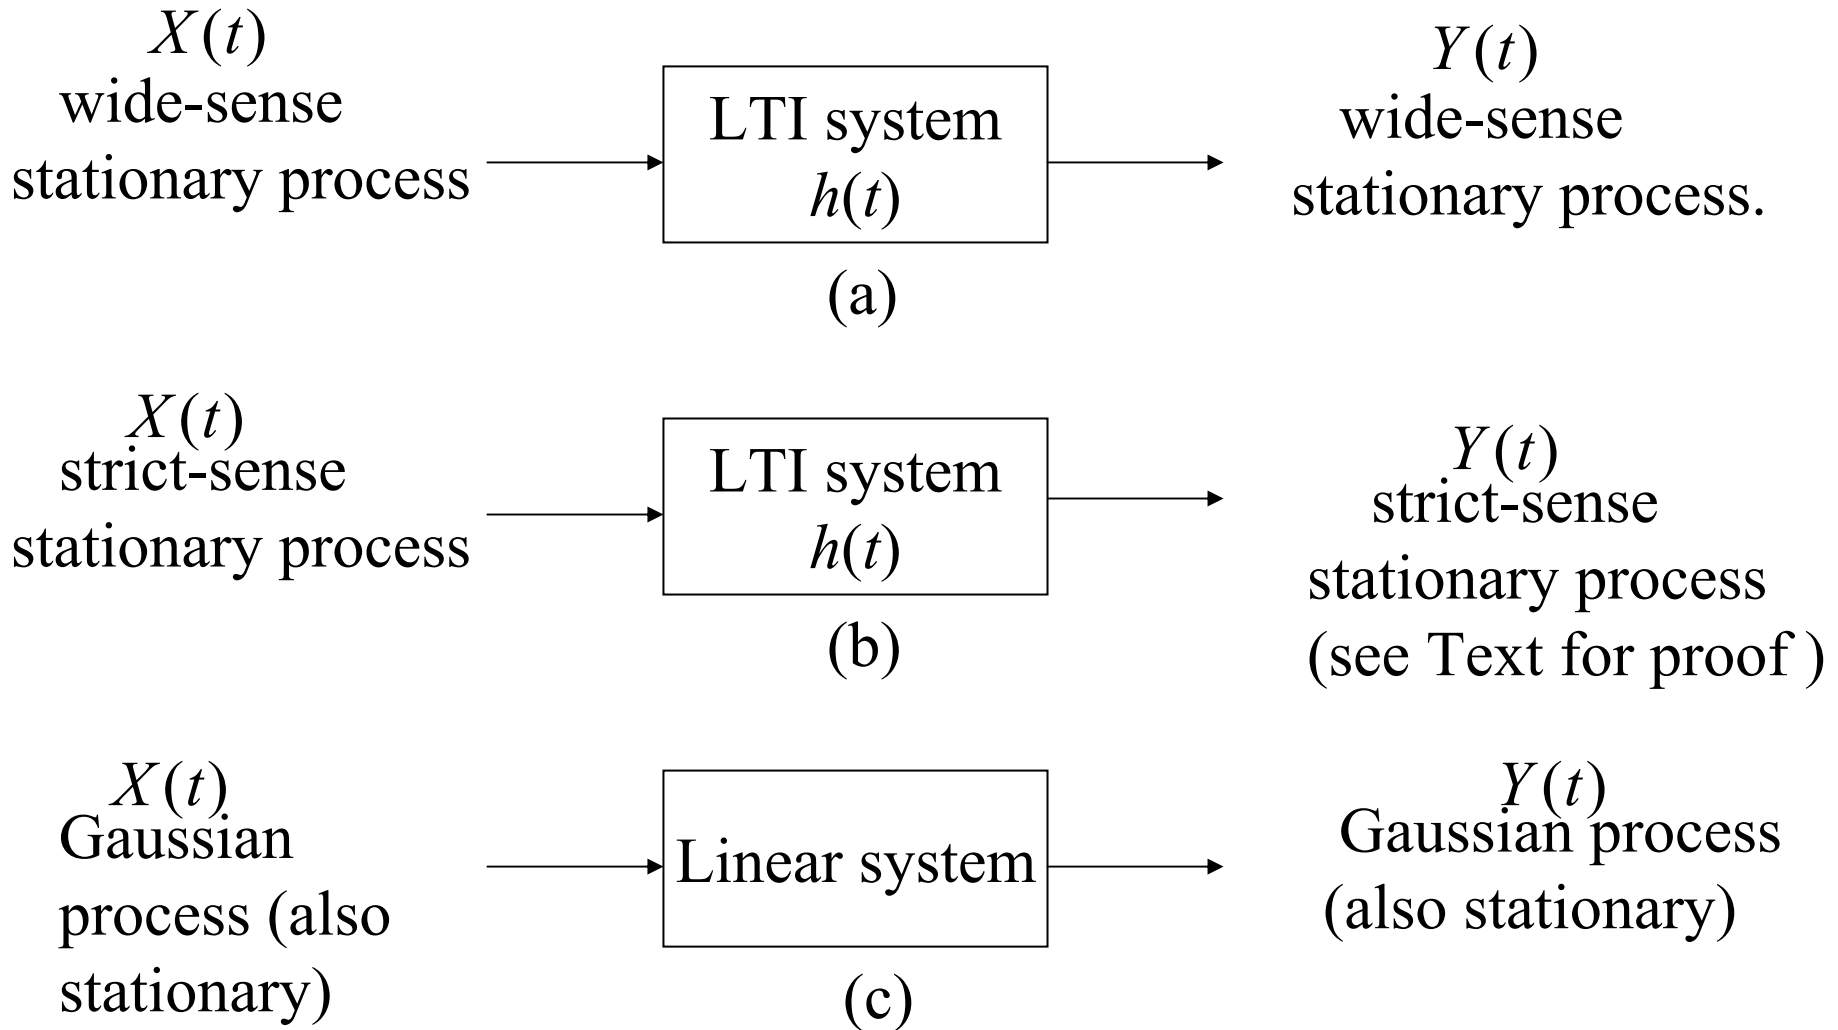 X(t)
wide-sense
stationary process
LTI system
h(t)
Y(t)
wide-sense
stationary process.
(a)
X(t)
strict-sense
stationary process
LTI system
h(t)
Y(t)
strict-sense
stationary process
(see Text for proof )
(b)
X(t)
Gaussian
process (also
stationary)
Linear system
Y(t)
Gaussian process
(also stationary)
(c)